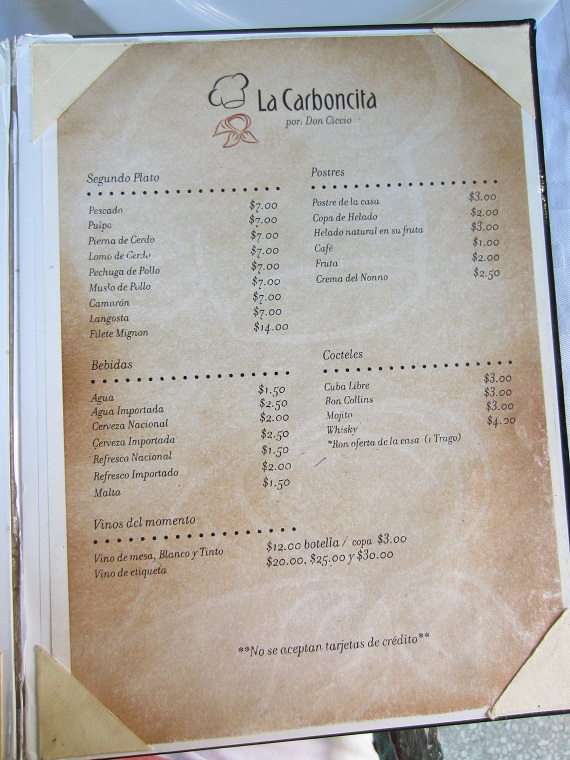 La Carboncita
por: Don Ciccio
Segundo Plato
Pescado $7.00
Pulpo $7.00
Pierna de Cerdo $7.00
Lomo de Cerdo $7.00
Pechuga de Pollo $7.00
Muslo de Pollo $7.00
Camarón $7.00
Langosta $7.00
Filete Mignon $14.00
Postres
Postre de la casa $3.00
Copa de Helado $2.00
Helado natural en su fruta $3.00
Café $1.00
Fruta $2.00
Crema del Nonno $2.50
Bebidas
Agua $1.50
Agua Importada $2.50
Cerveza Nacional $2.00
Cerveza Importada $2.50
Refresco Nacional $1.50
Refresco Importado $2.00
Malta $1.50
Cocteles
Cuba Libre $3.00
Ron Collins $3.00
Mojito $3.00
Whisky $4.00
*Ron oferta de la casa (1 Trago)
Vinos del momento
Vino de mesa, Blanco y Tinto $12.00 botella / copa $3.00
Vino de etiqueta $20.00, $25.00 y $30.00
**No se aceptan tarjetas de crédito**